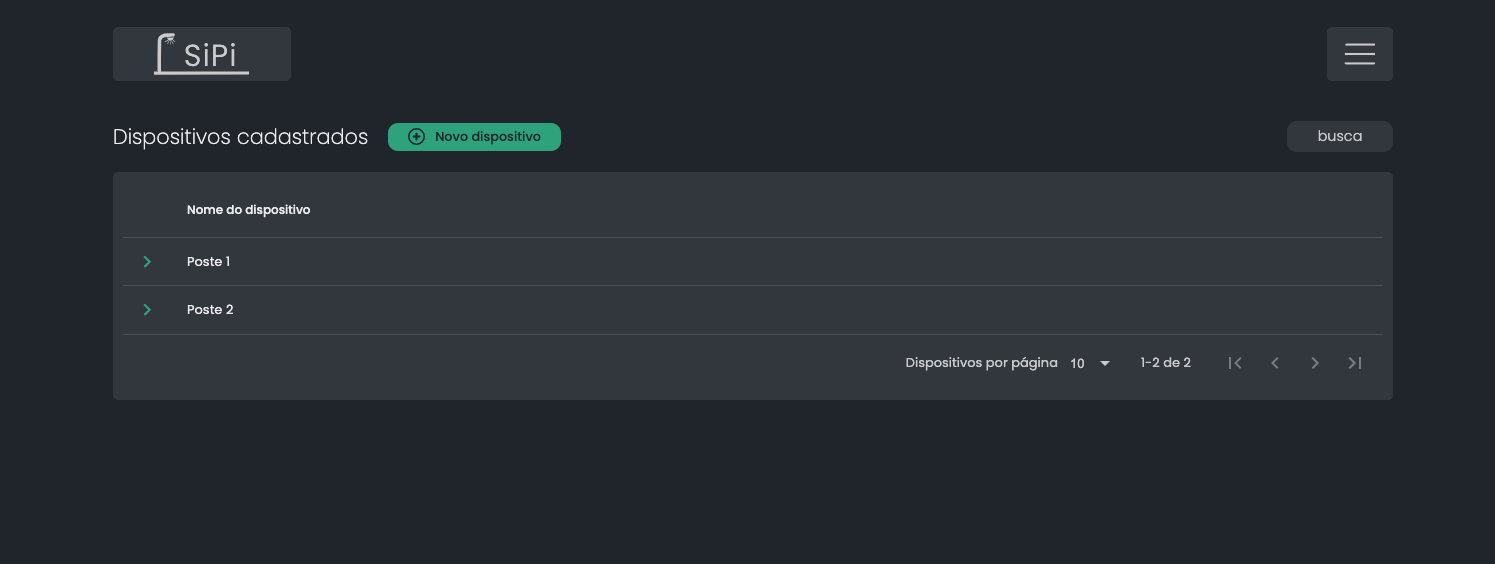 SiPi
Dispositivos cadastrados
Novo dispositivo
busca
Nome do dispositivo
Poste 1
Poste 2
Dispositivos por página 10 1-2 de 2